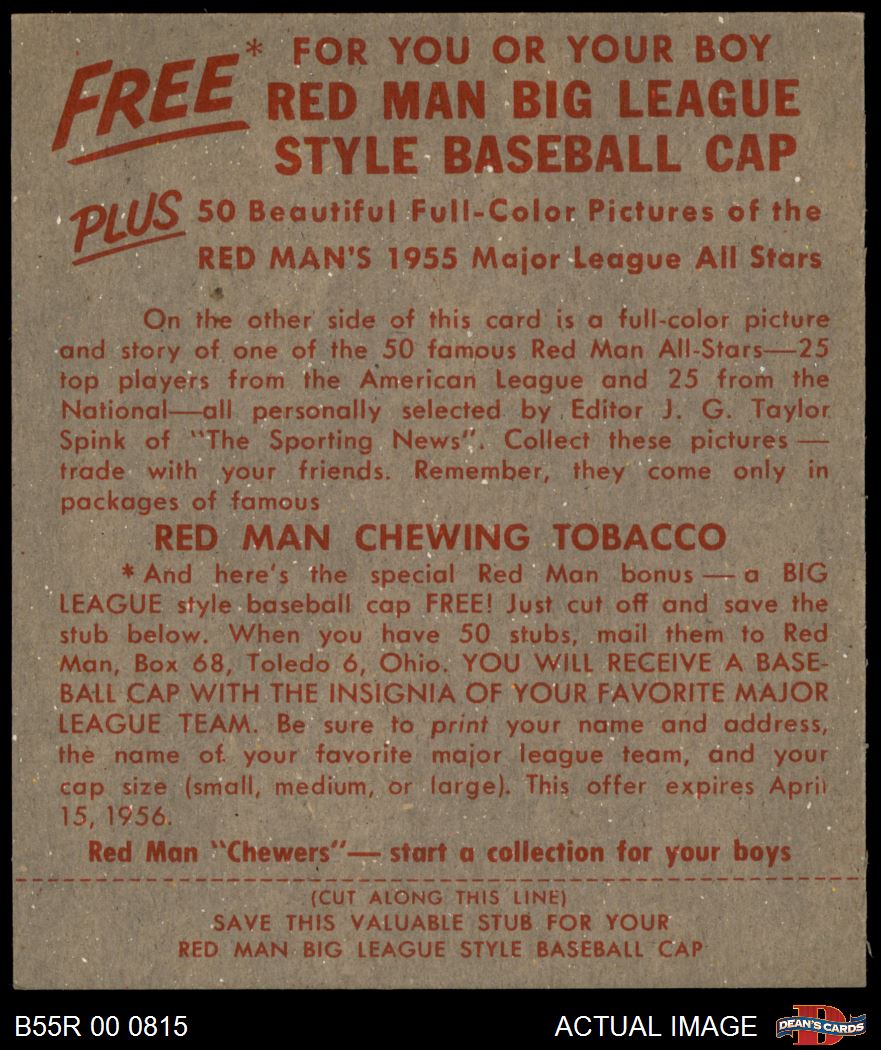 FREE* FOR YOU OR YOUR BOY
RED MAN BIG LEAGUE
STYLE BASEBALL CAP
PLUS 50 Beautiful Full-Color Pictures of the
RED MAN'S 1955 Major League All Stars
On the other side of this card is a full-color picture
and story of one of the 50 famous Red Man All-Stars—25
top players from the American League and 25 from the
National—all personally selected by Editor J. G. Taylor
Spink of "The Sporting News". Collect these pictures —
trade with your friends. Remember, they come only in
packages of famous
RED MAN CHEWING TOBACCO
* And here's the special Red Man bonus — a BIG
LEAGUE style baseball cap FREE! Just cut off and save the
stub below. When you have 50 stubs, mail them to Red
Man, Box 68, Toledo 6, Ohio. YOU WILL RECEIVE A BASE-
BALL CAP WITH THE INSIGNIA OF YOUR FAVORITE MAJOR
LEAGUE TEAM. Be sure to print your name and address,
the name of your favorite major league team, and your
cap size (small, medium, or large). This offer expires April
15, 1956.
Red Man "Chewers"— start a collection for your boys
(CUT ALONG THIS LINE)
SAVE THIS VALUABLE STUB FOR YOUR
RED MAN BIG LEAGUE STYLE BASEBALL CAP
B55R 00 0815 ACTUAL IMAGE D DEAN'S CARDS